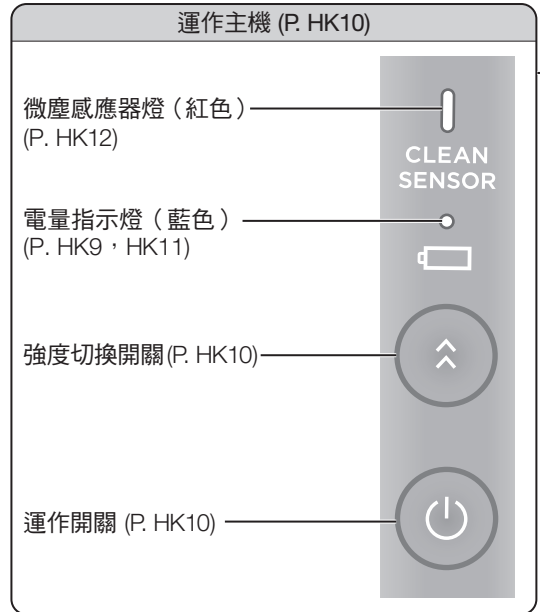 運作主機 (P. HK10)
微塵感應器燈（紅色）
(P. HK12)
CLEAN
SENSOR
電量指示燈（藍色）
(P. HK9，HK11)
強度切換開關(P. HK10)
運作開關 (P. HK10)